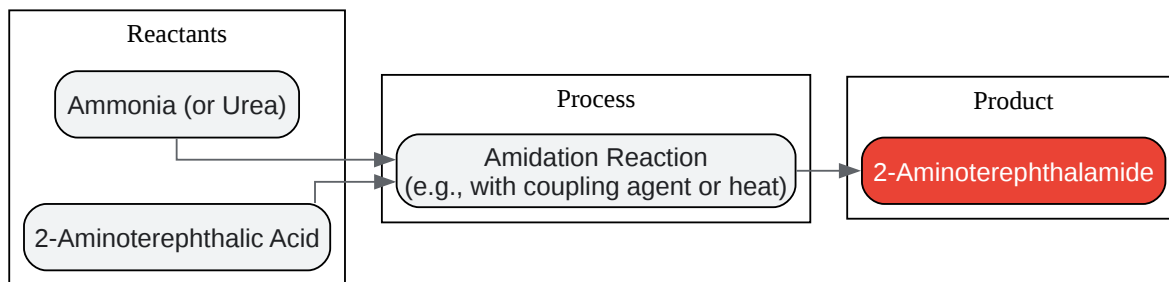 Reactants
Ammonia (or Urea)
2-Aminoterephthalic Acid
Process
Amidation Reaction
(e.g., with coupling agent or heat)
Product
2-Aminoterephthalamide